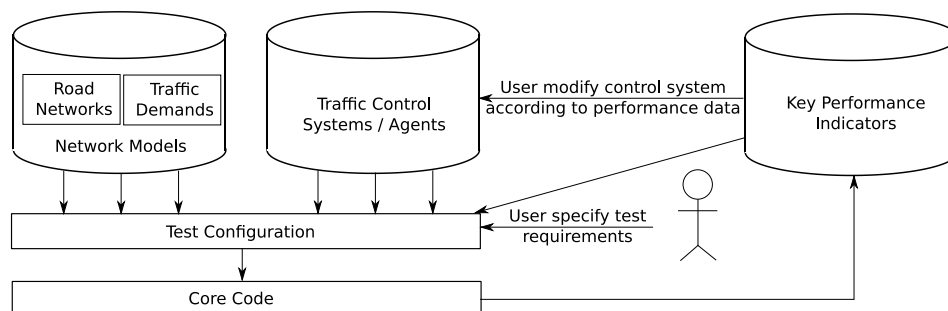 Road
Networks
Traffic
Demands
Network Models
Traffic Control
Systems / Agents
User modify control system
according to performance data
Key Performance
Indicators
User specify test
requirements
Test Configuration
Core Code